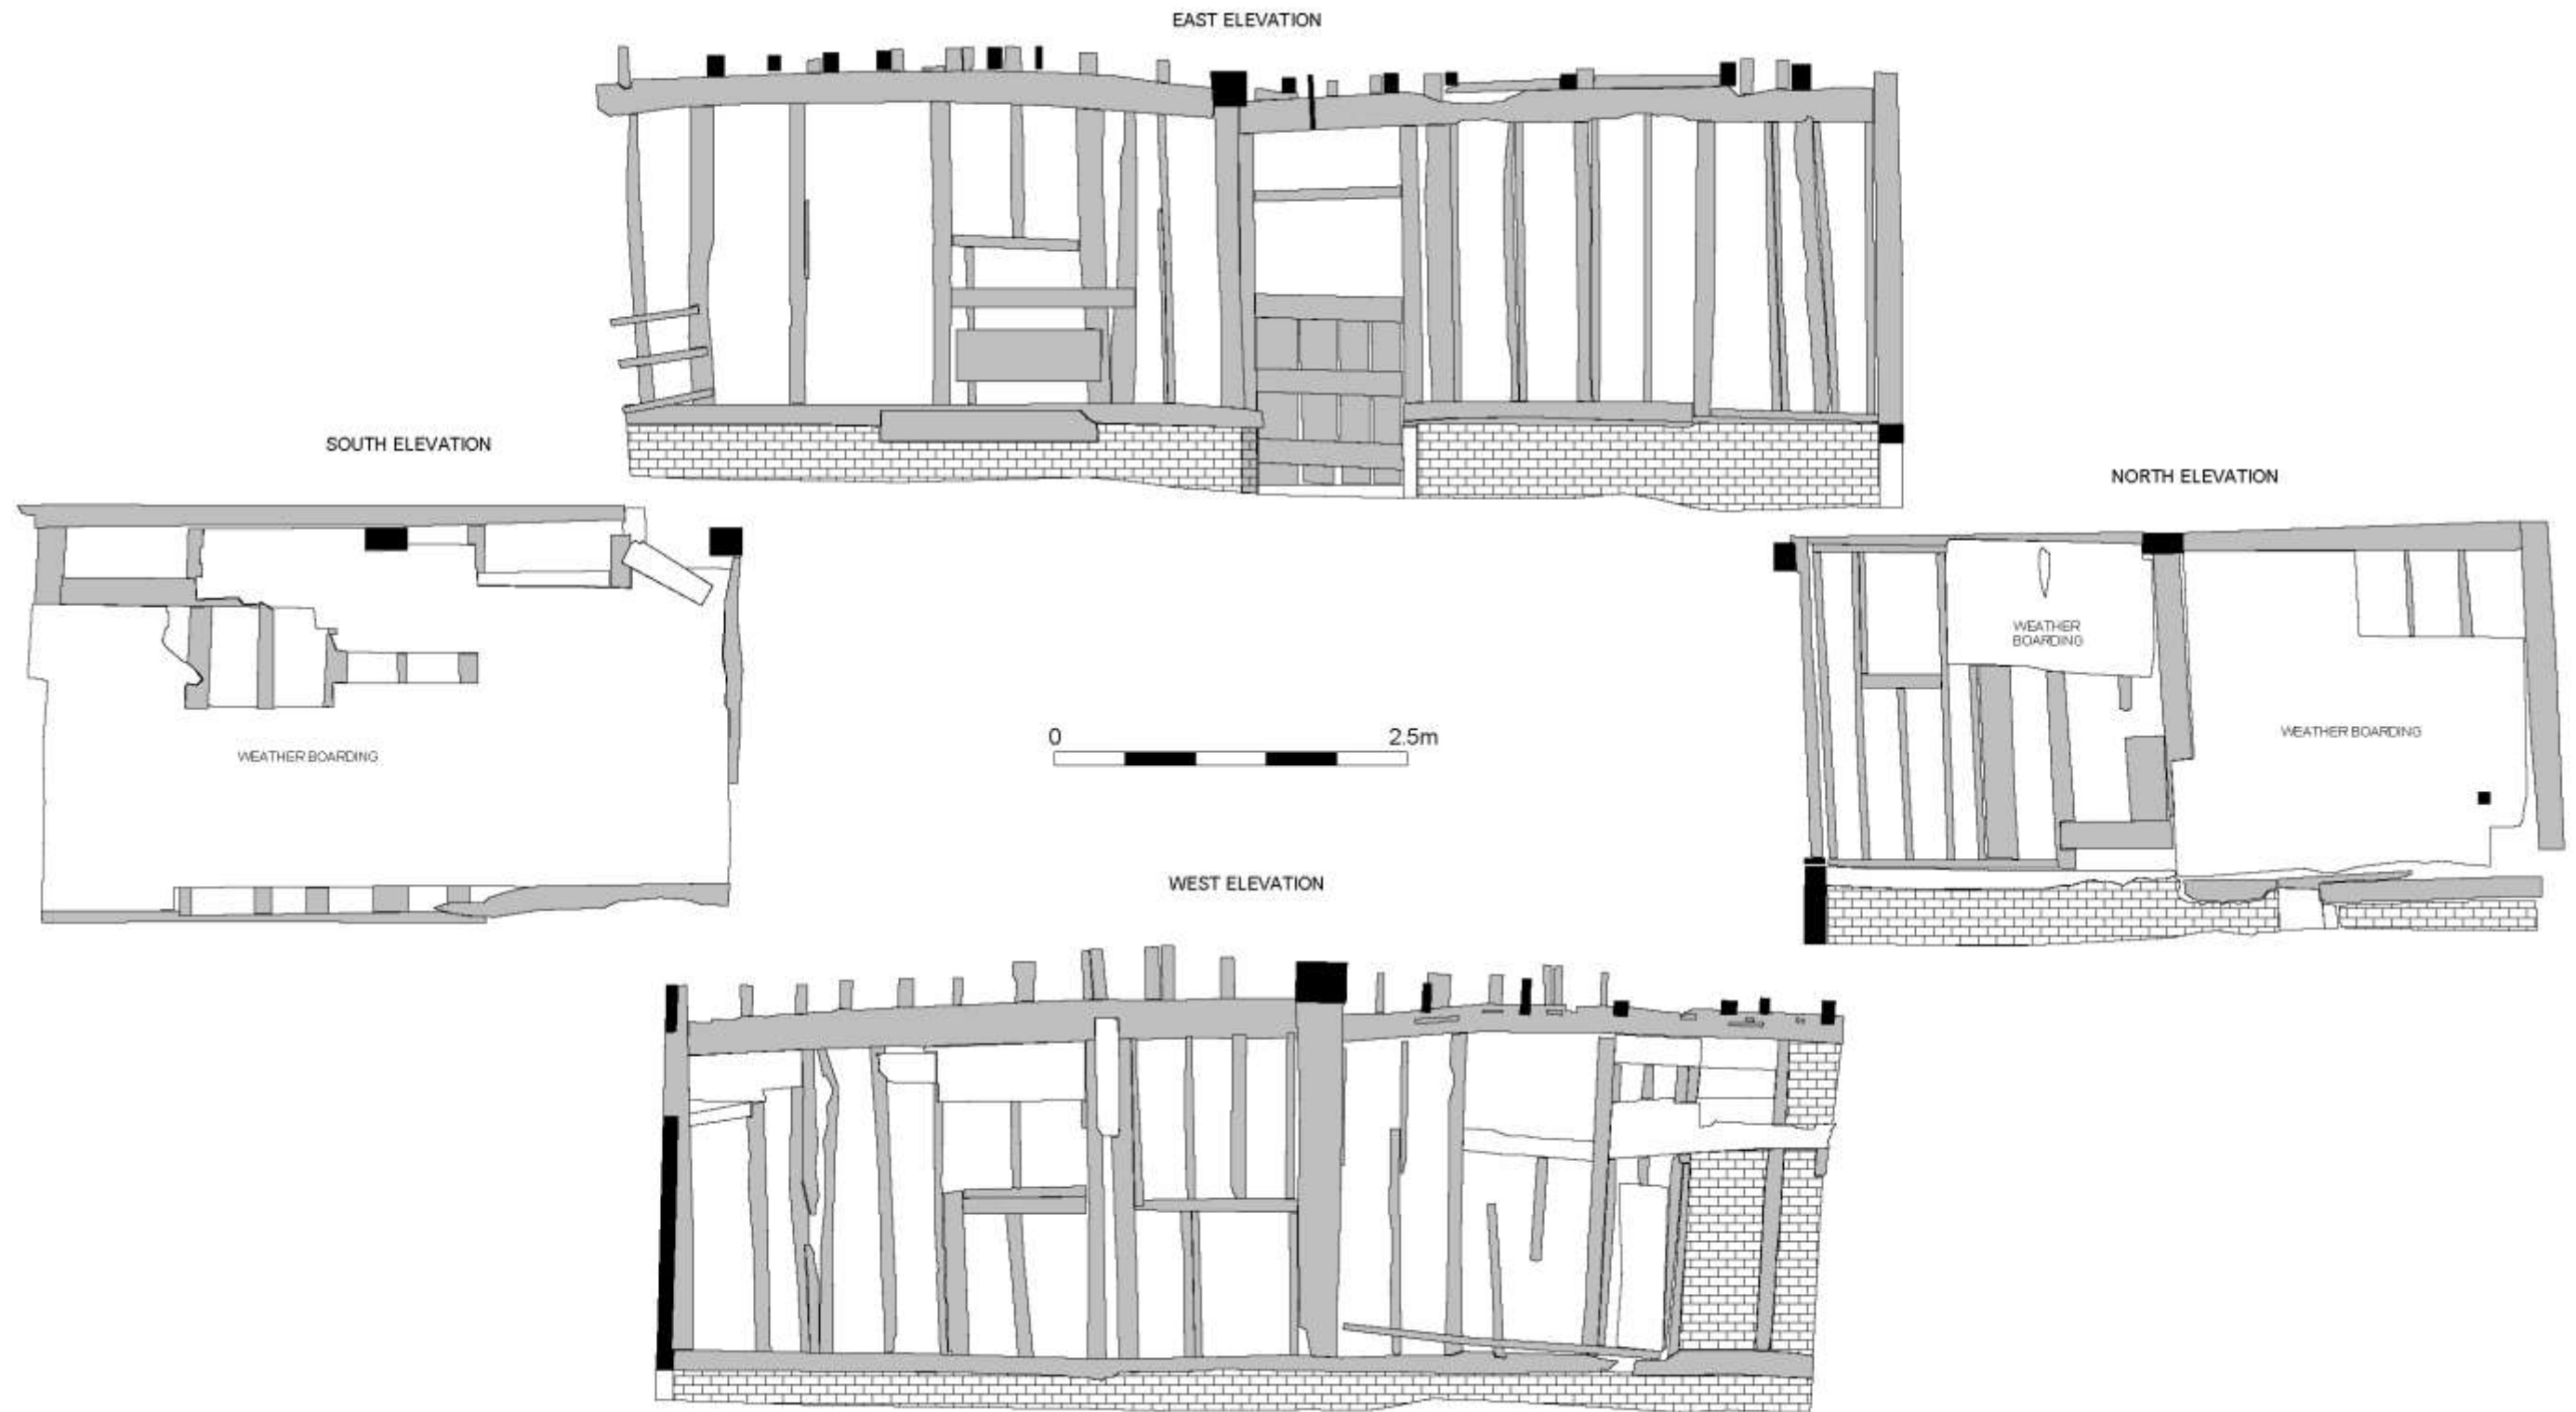 EAST ELEVATION
SOUTH ELEVATION
NORTH ELEVATION
WEATHER
BOARDING
WEATHER BOARDING
WEATHER BOARDING
0 2.5m
WEST ELEVATION